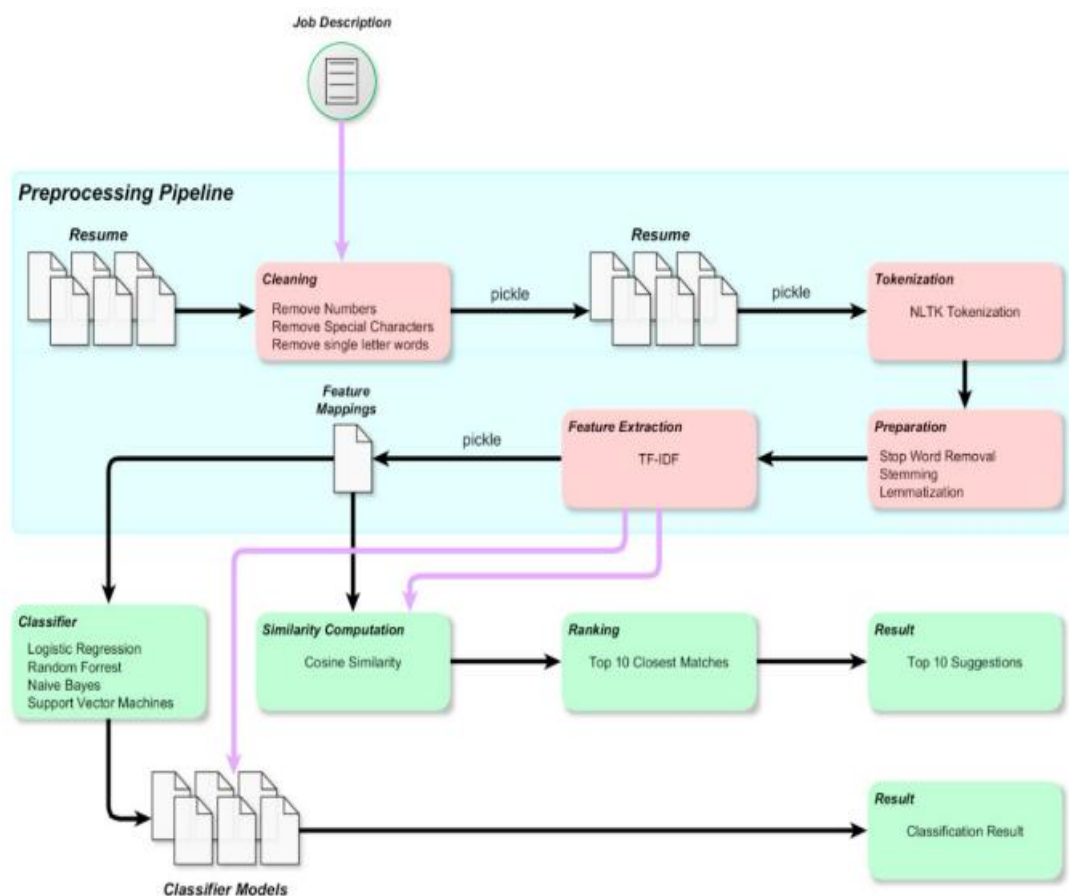 Job Description
Preprocessing Pipeline
Resume
Resume
Cleaning
Remove Numbers
Remove Special Characters
Remove single letter words
pickle
pickle
Tokenization
NLTK Tokenization
Feature
Mappings
pickle
Feature Extraction
TF-IDF
Preparation
Stop Word Removal
Stemming
Lemmatization
Classifier
Logistic Regression
Random Forrest
Naive Bayes
Support Vector Machines
Similarity Computation
Cosine Similarity
Ranking
Top 10 Closest Matches
Result
Top 10 Suggestions
Result
Classification Result
Classifier Models